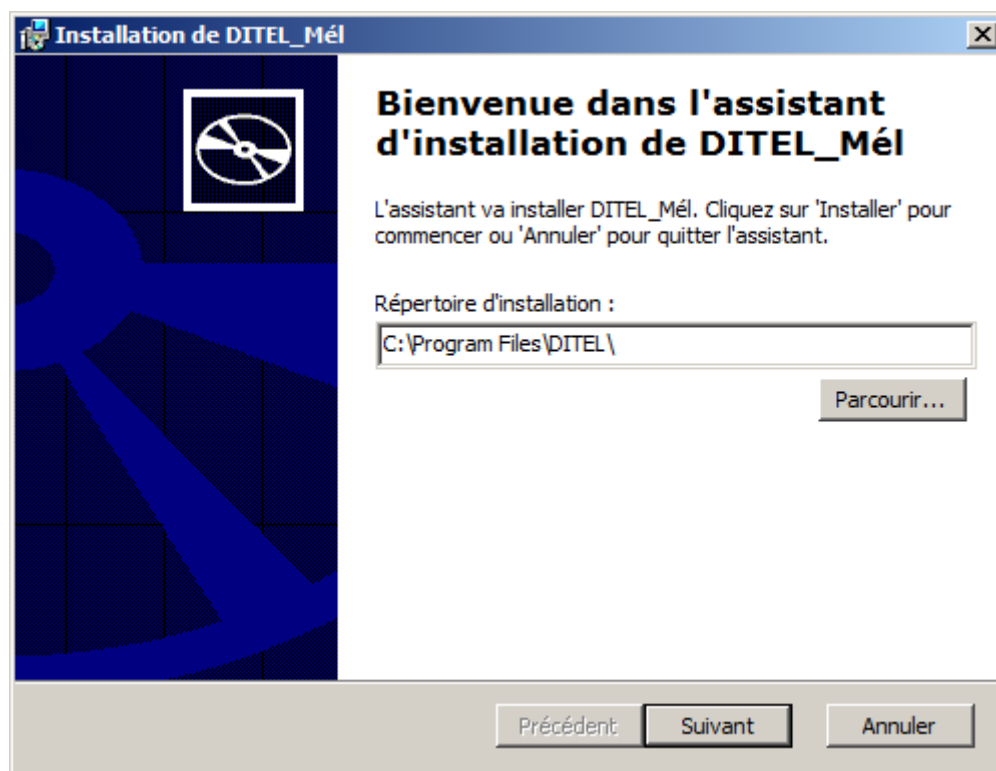 Installation de DITEL_Mél
Bienvenue dans l'assistant
d'installation de DITEL_Mél
L'assistant va installer DITEL_Mél. Cliquez sur 'Installer' pour
commencer ou 'Annuler' pour quitter l'assistant.
Répertoire d'installation :
C:\Program Files\DITEL\
Parcourir...
Précédent
Suivant
Annuler